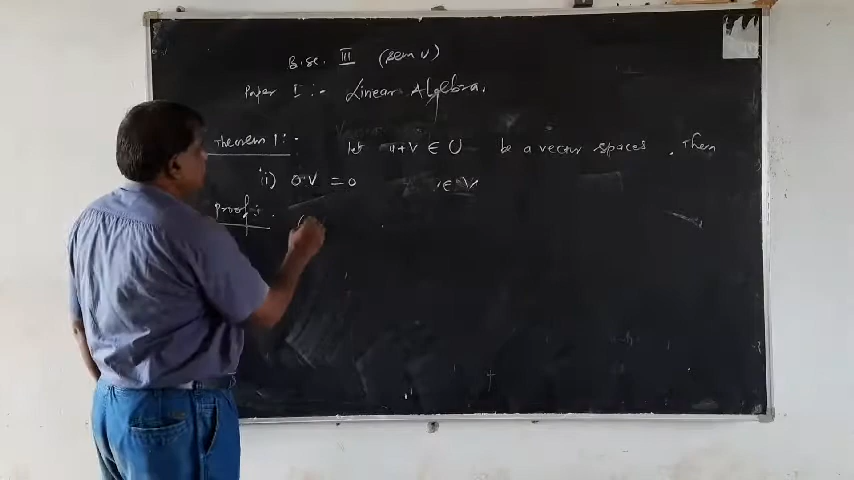 B.Sc. III (Sem V)
Paper I :- Linear Algebra.
Theorem 1:- let u+v ∈ U be a vector spaces. Then
(i) 0·v = 0 v ∈ V
Proof:-